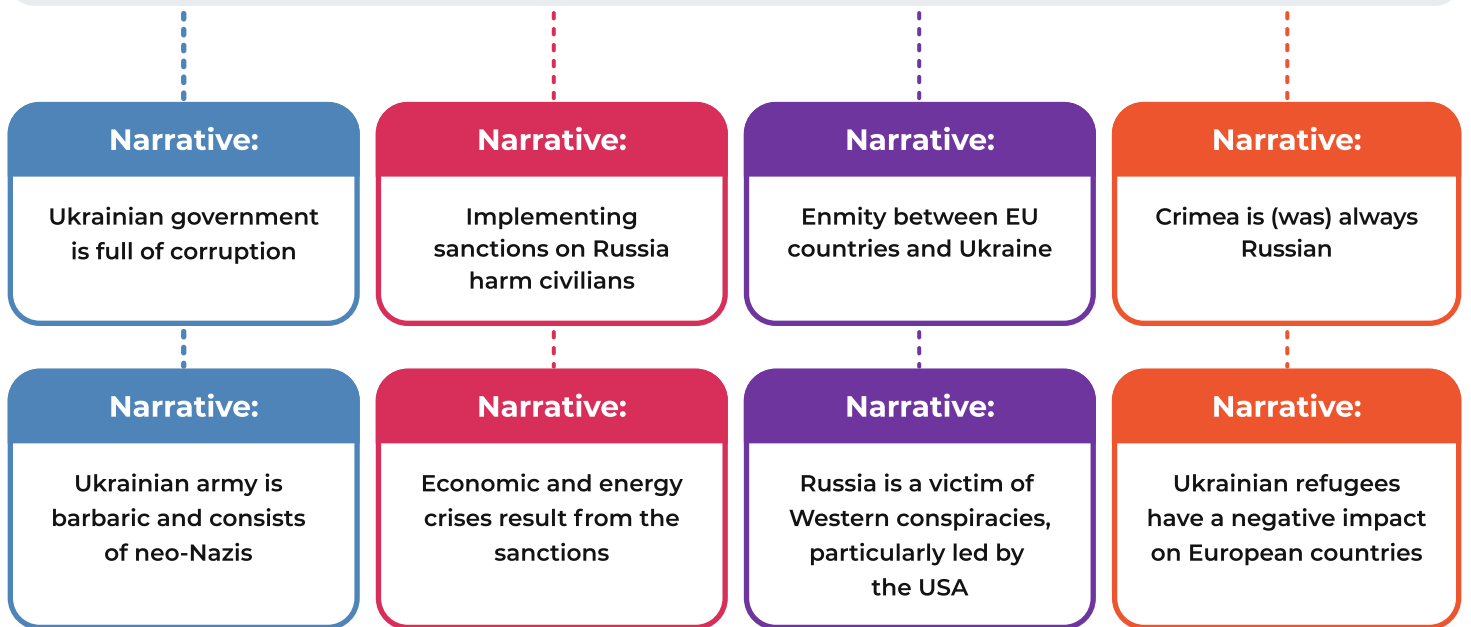 Narrative:
Ukrainian government
is full of corruption
Narrative:
Implementing
sanctions on Russia
harm civilians
Narrative:
Enmity between EU
countries and Ukraine
Narrative:
Crimea is (was) always
Russian
Narrative:
Ukrainian army is
barbaric and consists
of neo-Nazis
Narrative:
Economic and energy
crises result from the
sanctions
Narrative:
Russia is a victim of
Western conspiracies,
particularly led by
the USA
Narrative:
Ukrainian refugees
have a negative impact
on European countries